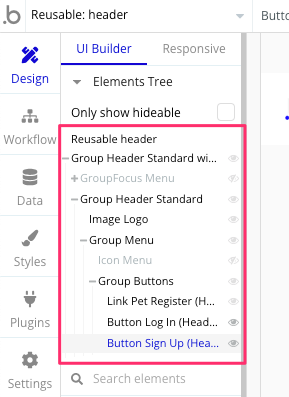 .b
Reusable: header
Butto
UI Builder
Responsive
Design
Elements Tree
Only show hideable
Workflow
Reusable header
Group Header Standard wi...
GroupFocus Menu
Data
Group Header Standard
Image Logo
Styles
Group Menu
Icon Menu
Group Buttons
Plugins
Link Pet Register (H...
Button Log In (Head...
Button Sign Up (Hea...
Settings
Search elements